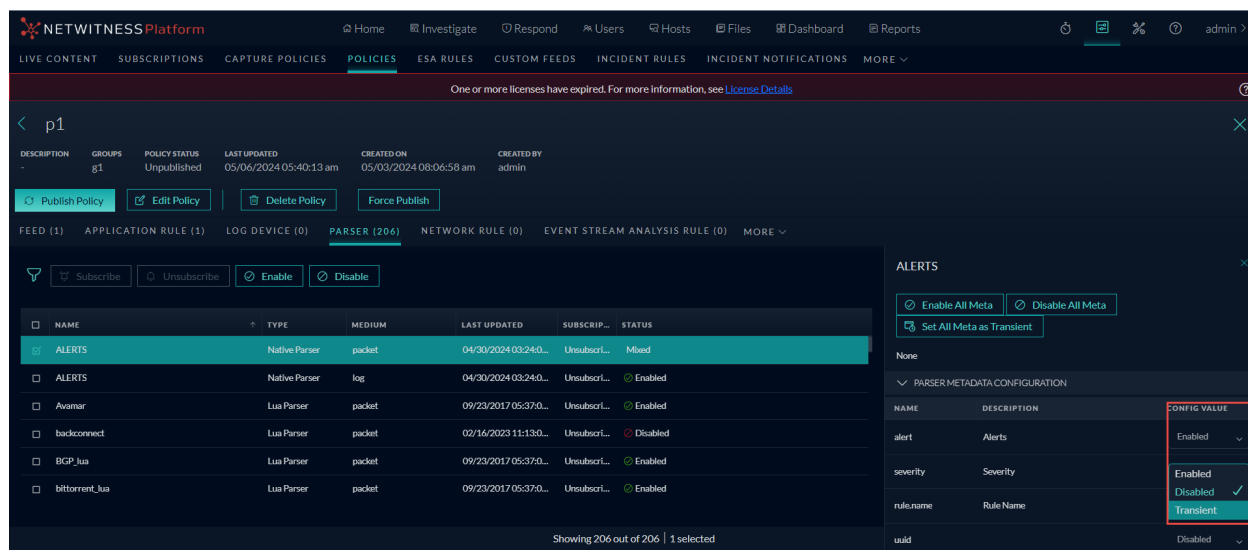 NETWITNESS Platform Home Investigate Respond Users Hosts Files Dashboard Reports admin >
LIVE CONTENT SUBSCRIPTIONS CAPTURE POLICIES POLICIES ESA RULES CUSTOM FEEDS INCIDENT RULES INCIDENT NOTIFICATIONS MORE
One or more licenses have expired. For more information, see License Details
p1
DESCRIPTION GROUPS POLICY STATUS LAST UPDATED CREATED ON CREATED BY
- g1 Unpublished 05/06/2024 05:40:13 am 05/03/2024 08:06:58 am admin
Publish Policy Edit Policy Delete Policy Force Publish
FEED (1) APPLICATION RULE (1) LOG DEVICE (0) PARSER (206) NETWORK RULE (0) EVENT STREAM ANALYSIS RULE (0) MORE
Subscribe Unsubscribe Enable Disable
NAME TYPE MEDIUM LAST UPDATED SUBSCRIP... STATUS
ALERTS Native Parser packet 04/30/2024 03:24:0... Unsubscri... Mixed
ALERTS Native Parser log 04/30/2024 03:24:0... Unsubscri... Enabled
Avamar Lua Parser packet 09/23/2017 05:37:0... Unsubscri... Enabled
backconnect Lua Parser packet 02/16/2023 11:13:0... Unsubscri... Disabled
BGP_lua Lua Parser packet 09/23/2017 05:37:0... Unsubscri... Enabled
bittorrent_lua Lua Parser packet 09/23/2017 05:37:0... Unsubscri... Enabled
Showing 206 out of 206 | 1 selected
ALERTS
Enable All Meta Disable All Meta
Set All Meta as Transient
None
PARSER METADATA CONFIGURATION
NAME DESCRIPTION CONFIG VALUE
alert Alerts Enabled
severity Severity
Enabled
Disabled
rule.name Rule Name Transient
uuid Disabled